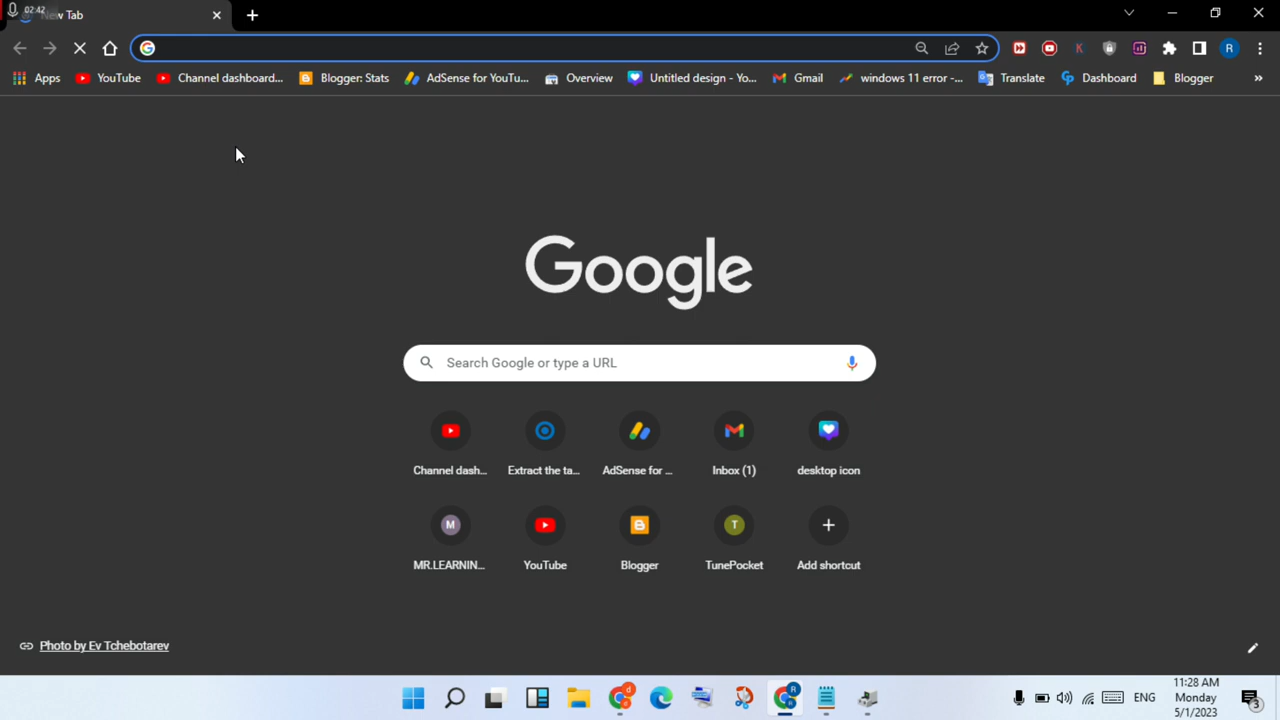 02:42
New Tab
Apps
YouTube
Channel dashboard...
Blogger: Stats
AdSense for YouTu...
Overview
Untitled design - Yo...
Gmail
windows 11 error -...
Translate
Dashboard
Blogger
»
Google
Search Google or type a URL
Channel dash...
Extract the ta...
AdSense for ...
Inbox (1)
desktop icon
M
T
MR.LEARNIN...
YouTube
Blogger
TunePocket
Add shortcut
Photo by Ev Tchebotarev
ENG
11:28 AM
Monday
5/1/2023
3